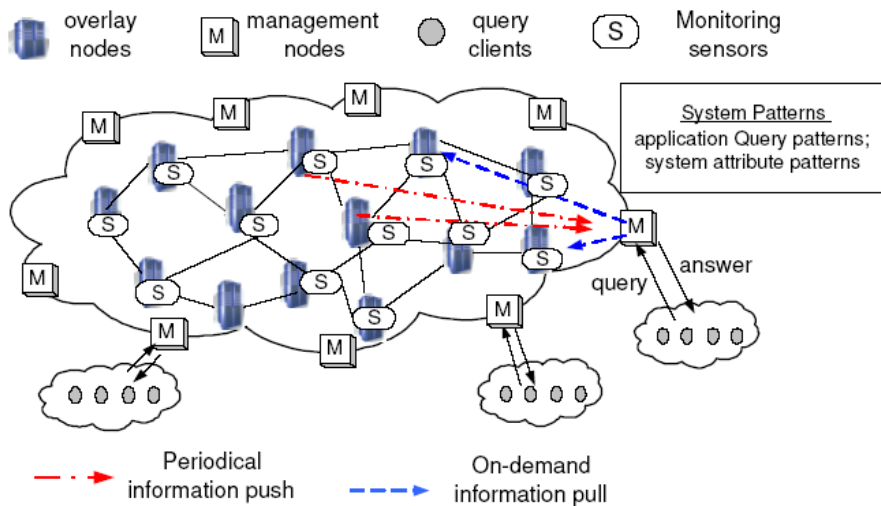 overlay
nodes
M
management
nodes
query
clients
S
Monitoring
sensors
M
M
M
M
System Patterns
application Query patterns;
system attribute patterns
S
S
S
S
S
S
S
S
S
S
S
S
M
M
M
M
M
query
answer
Periodical
information push
On-demand
information pull